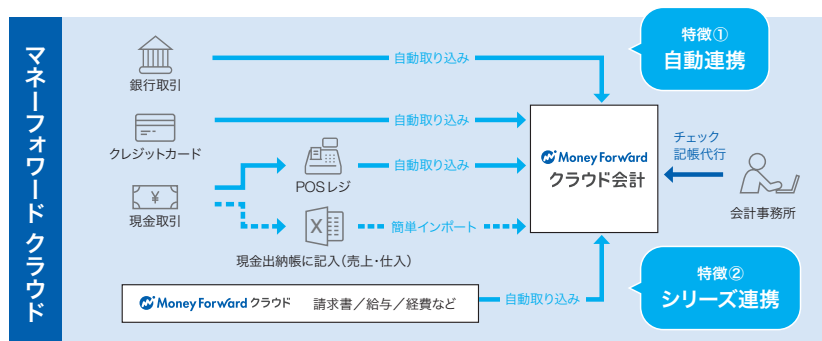 マネーフォワード クラウド
銀行取引
自動取り込み
特徴①
自動連携
クレジットカード
自動取り込み
現金取引
¥
POSレジ
自動取り込み
X
簡単インポート
現金出納帳に記入（売上・仕入）
Money Forward
クラウド会計
チェック
記帳代行
会計事務所
Money Forward クラウド 請求書／給与／経費など
自動取り込み
特徴②
シリーズ連携